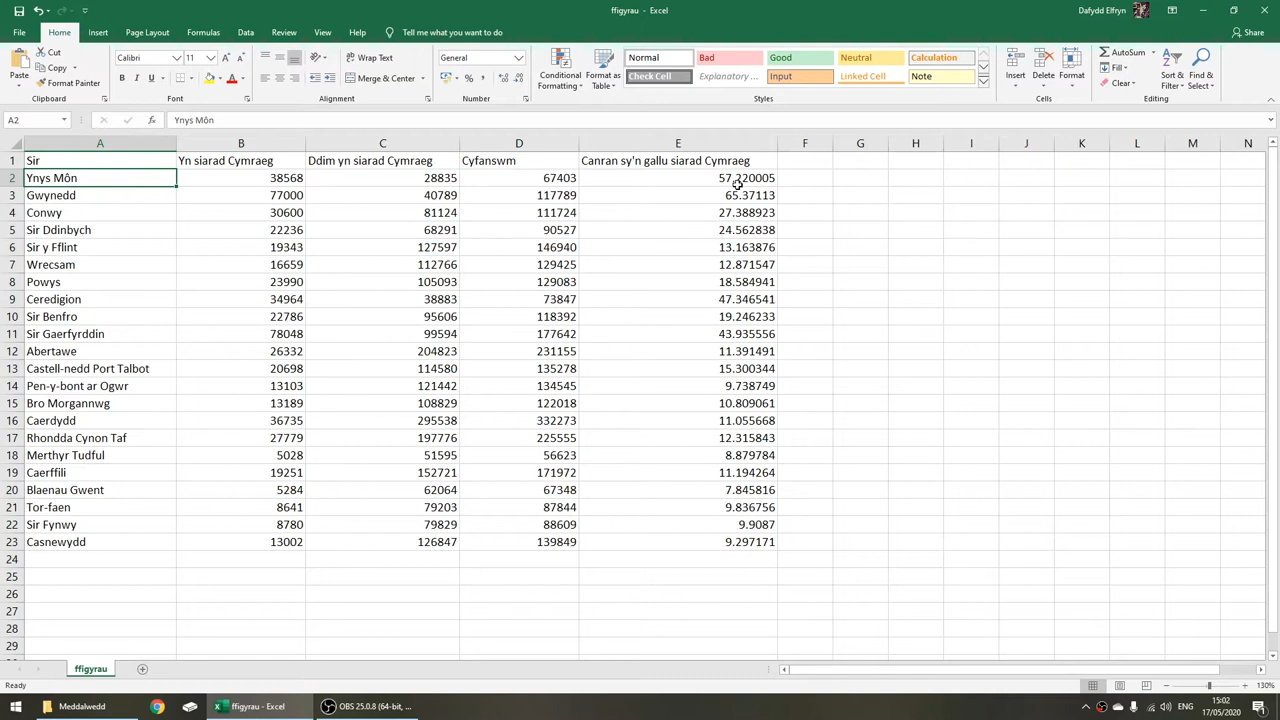 ffigyrau - Excel
Dafydd Elfryn
File Home Insert Page Layout Formulas Data Review View Help Tell me what you want to do
Share
Paste
Cut
Copy
Format Painter
Clipboard
Calibri 11
B I U
Font
Wrap Text
Merge & Center
Alignment
General
Number
Conditional Formatting
Format as Table
Normal Bad Good Neutral Calculation
Check Cell Explanatory ... Input Linked Cell Note
Styles
Insert Delete Format
Cells
AutoSum
Fill
Clear
Sort & Filter
Find & Select
Editing
A2 fx Ynys Môn
A B C D E F G H I J K L M N
1 Sir Yn siarad Cymraeg Ddim yn siarad Cymraeg Cyfanswm Canran sy'n gallu siarad Cymraeg
2 Ynys Môn 38568 28835 67403 57.220005
3 Gwynedd 77000 40789 117789 65.37113
4 Conwy 30600 81124 111724 27.388923
5 Sir Ddinbych 22236 68291 90527 24.562838
6 Sir y Fflint 19343 127597 146940 13.163876
7 Wrecsam 16659 112766 129425 12.871547
8 Powys 23990 105093 129083 18.584941
9 Ceredigion 34964 38883 73847 47.346541
10 Sir Benfro 22786 95606 118392 19.246233
11 Sir Gaerfyrddin 78048 99594 177642 43.935556
12 Abertawe 26332 204823 231155 11.391491
13 Castell-nedd Port Talbot 20698 114580 135278 15.300344
14 Pen-y-bont ar Ogwr 13103 121442 134545 9.738749
15 Bro Morgannwg 13189 108829 122018 10.809061
16 Caerdydd 36735 295538 332273 11.055668
17 Rhondda Cynon Taf 27779 197776 225555 12.315843
18 Merthyr Tudful 5028 51595 56623 8.879784
19 Caerffili 19251 152721 171972 11.194264
20 Blaenau Gwent 5284 62064 67348 7.845816
21 Tor-faen 8641 79203 87844 9.836756
22 Sir Fynwy 8780 79829 88609 9.9087
23 Casnewydd 13002 126847 139849 9.297171
24
25
26
27
28
29
ffigyrau
Ready
130%
Meddalwedd
ffigyrau - Excel
OBS 25.0.8 (64-bit, ...
ENG
15:02
17/05/2020